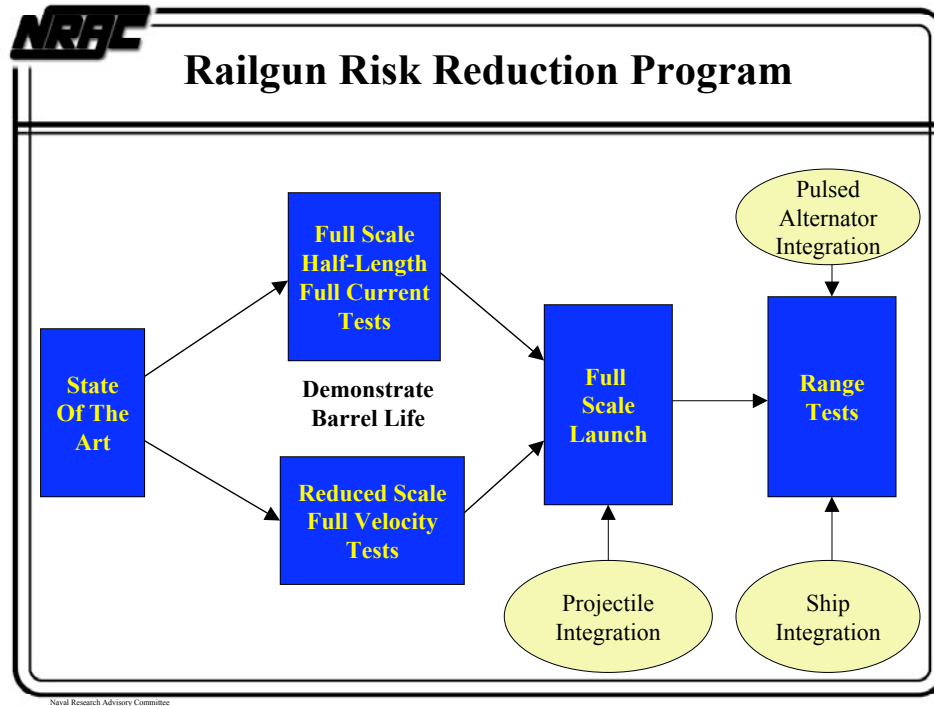 NRAC
Railgun Risk Reduction Program
State
Of The
Art
Full Scale
Half-Length
Full Current
Tests
Demonstrate
Barrel Life
Reduced Scale
Full Velocity
Tests
Full
Scale
Launch
Projectile
Integration
Pulsed
Alternator
Integration
Range
Tests
Ship
Integration
Naval Research Advisory Committee